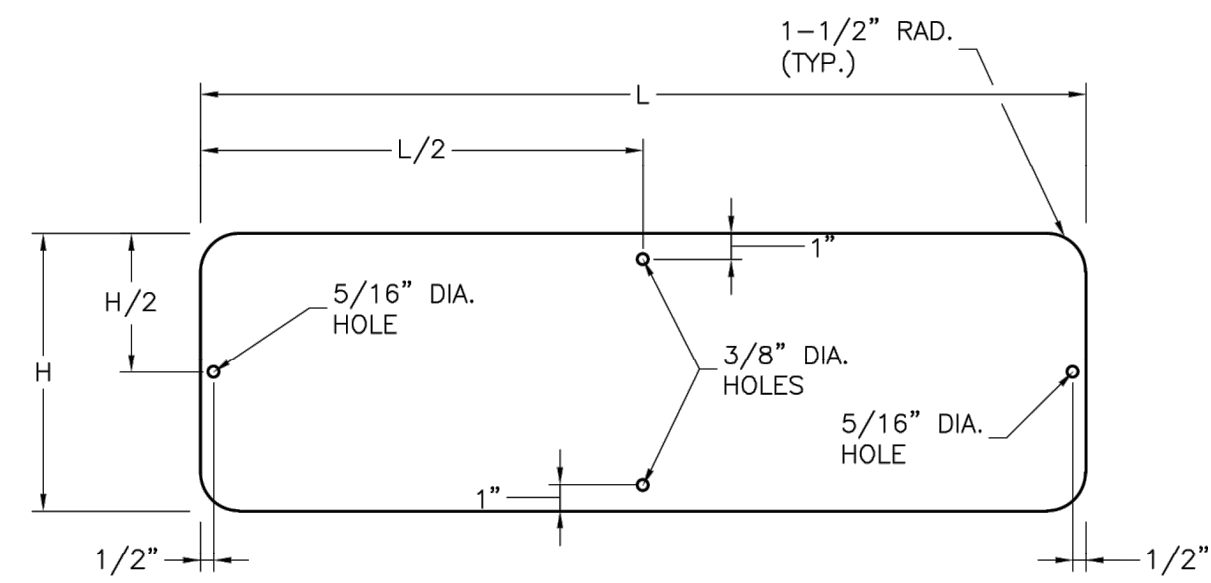 1-1/2” RAD.
(TYP.)
L
L/2
1”
H/2
5/16” DIA.
HOLE
H
3/8” DIA.
HOLES
5/16” DIA.
HOLE
1”
1/2”
1/2”